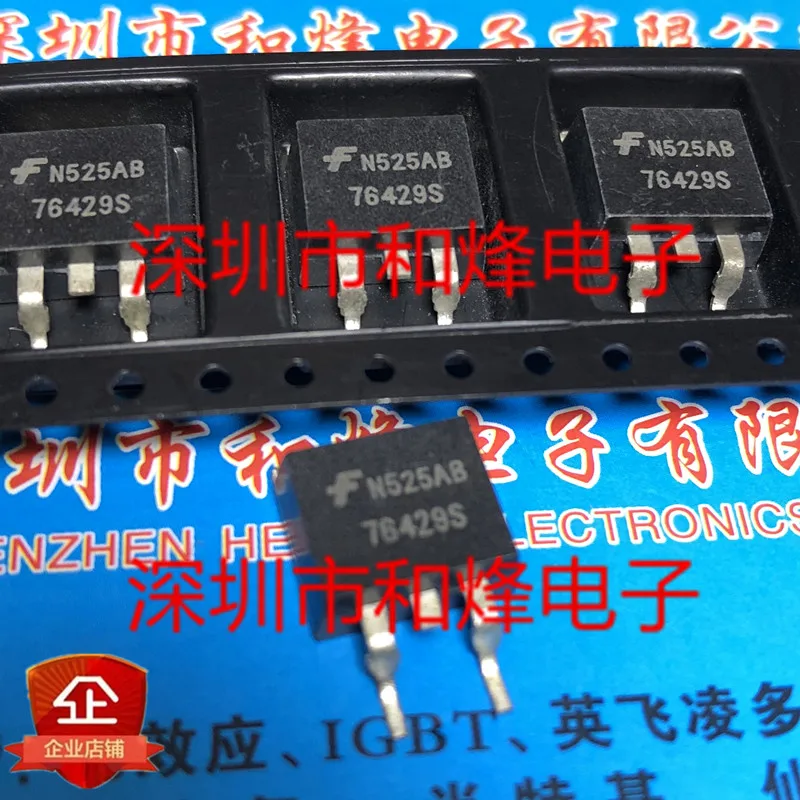 深圳市和烽电子有限公
N525AB
76429S
N525AB
76429S
N525AB
76429S
深圳市和烽电子
圳市和烽电子有限
N525AB
76429S
ENZHEN HE ELECTRONICS
深圳市和烽电子
企
企业店铺
效应、IGBT、英飞凌多